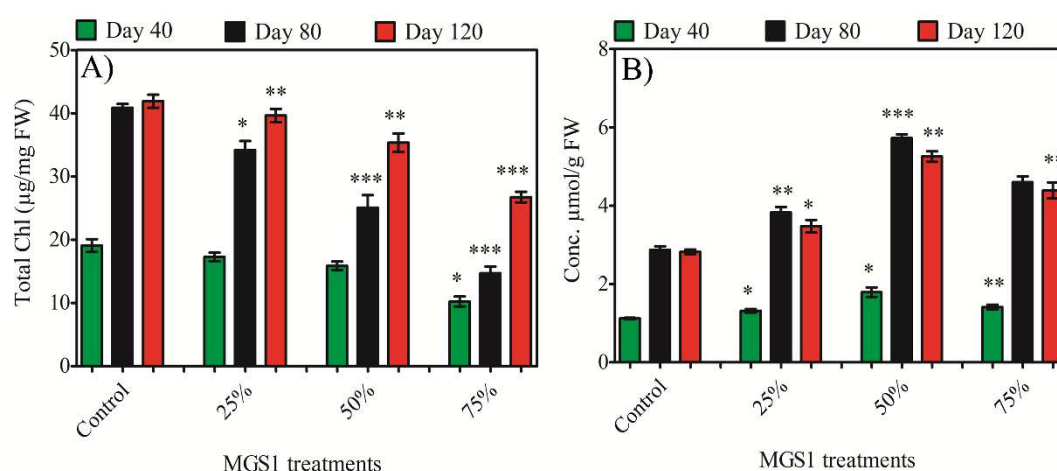 Day 40 Day 80 Day 120
A)
Total Chl (µg/mg FW)
50
40
30
20
10
0
*
**
***
**
*
***
***
Control 25% 50% 75%
MGS1 treatments
Day 40 Day 80 Day 120
B)
Conc. µmol/g FW
8
6
4
2
0
*
**
*
*
***
**
**
**
Control 25% 50% 75%
MGS1 treatments